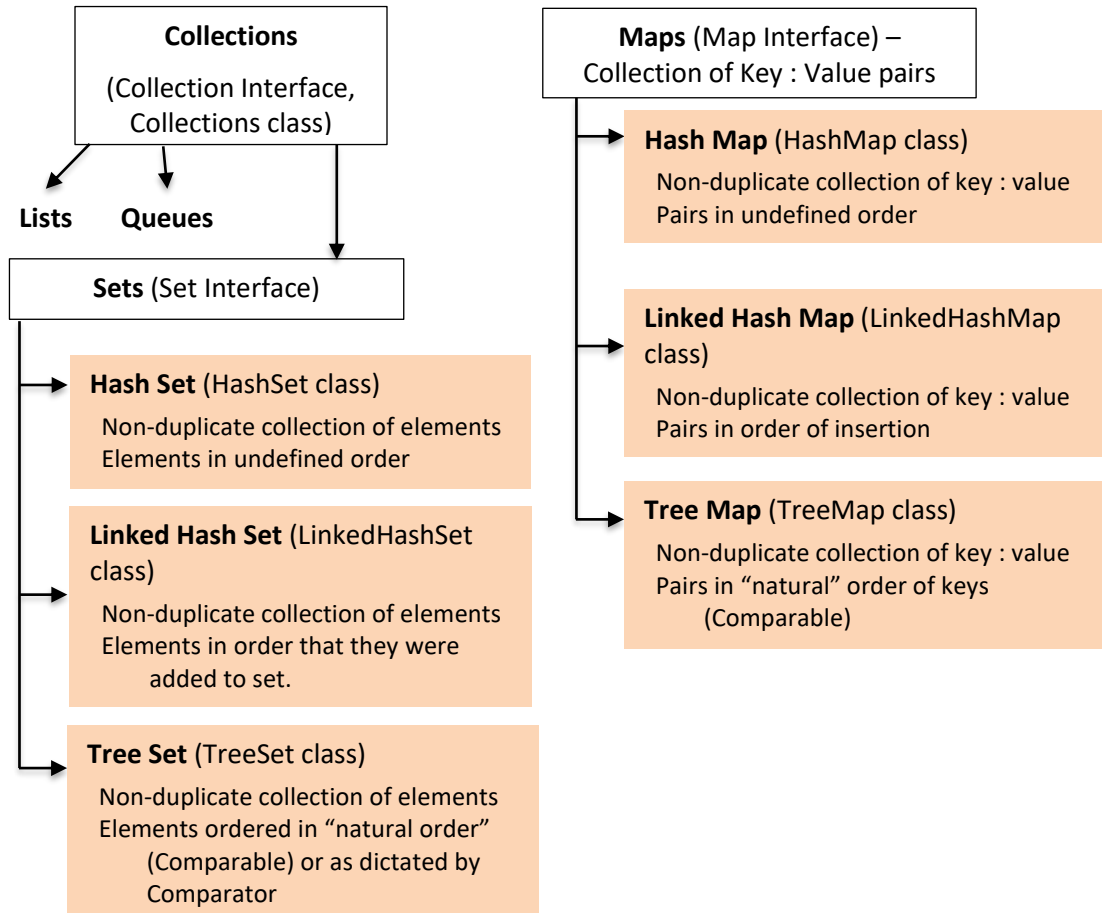 Collections
(Collection Interface,
Collections class)
Lists
Queues
Sets (Set Interface)
Hash Set (HashSet class)
Non-duplicate collection of elements
Elements in undefined order
Linked Hash Set (LinkedHashSet
class)
Non-duplicate collection of elements
Elements in order that they were
added to set.
Tree Set (TreeSet class)
Non-duplicate collection of elements
Elements ordered in “natural order”
(Comparable) or as dictated by
Comparator
Maps (Map Interface) –
Collection of Key : Value pairs
Hash Map (HashMap class)
Non-duplicate collection of key : value
Pairs in undefined order
Linked Hash Map (LinkedHashMap
class)
Non-duplicate collection of key : value
Pairs in order of insertion
Tree Map (TreeMap class)
Non-duplicate collection of key : value
Pairs in “natural” order of keys
(Comparable)